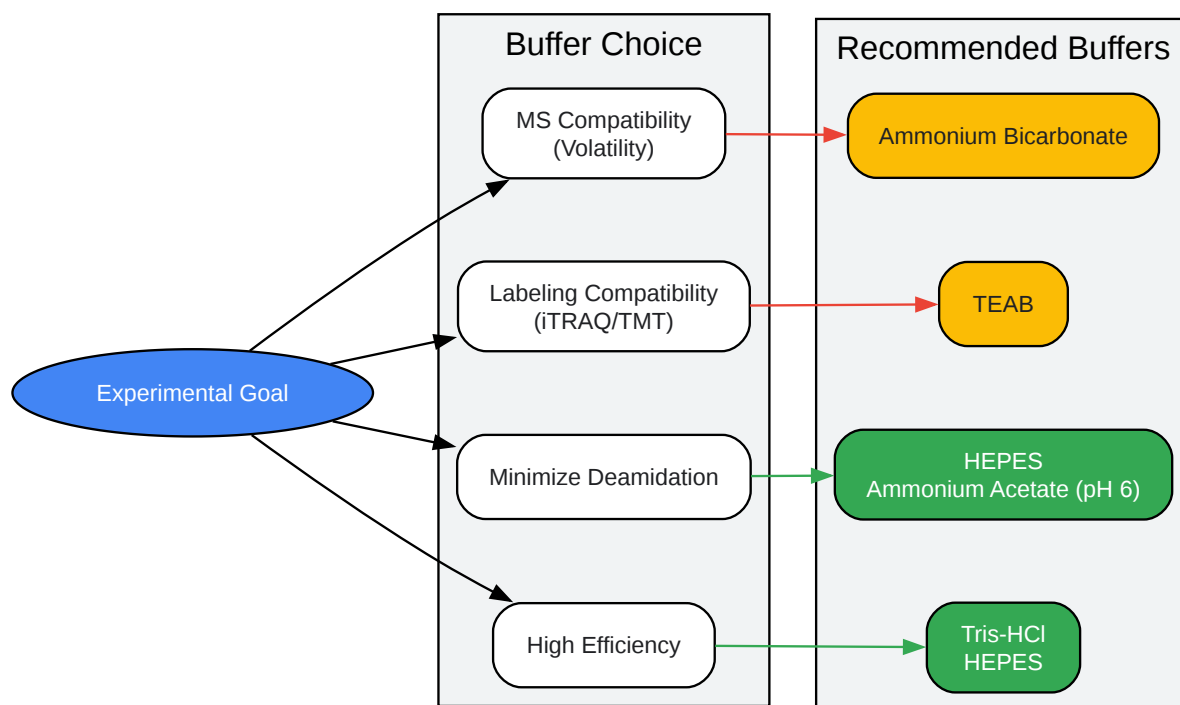 Buffer Choice
Recommended Buffers
MS Compatibility
(Volatility)
Ammonium Bicarbonate
Labeling Compatibility
(iTRAQ/TMT)
TEAB
Experimental Goal
Minimize Deamidation
HEPES
Ammonium Acetate (pH 6)
High Efficiency
Tris-HCl
HEPES